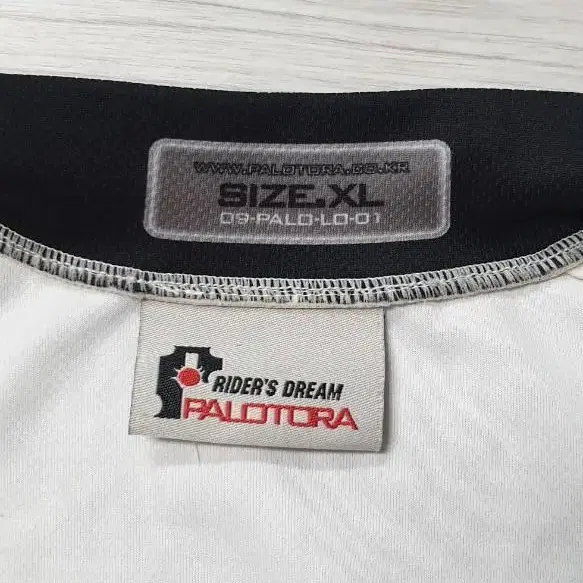 WWW.PALOTORA.CO.KR
SIZE.XL
09-PALO-LO-01
RIDER'S DREAM
PALOTORA